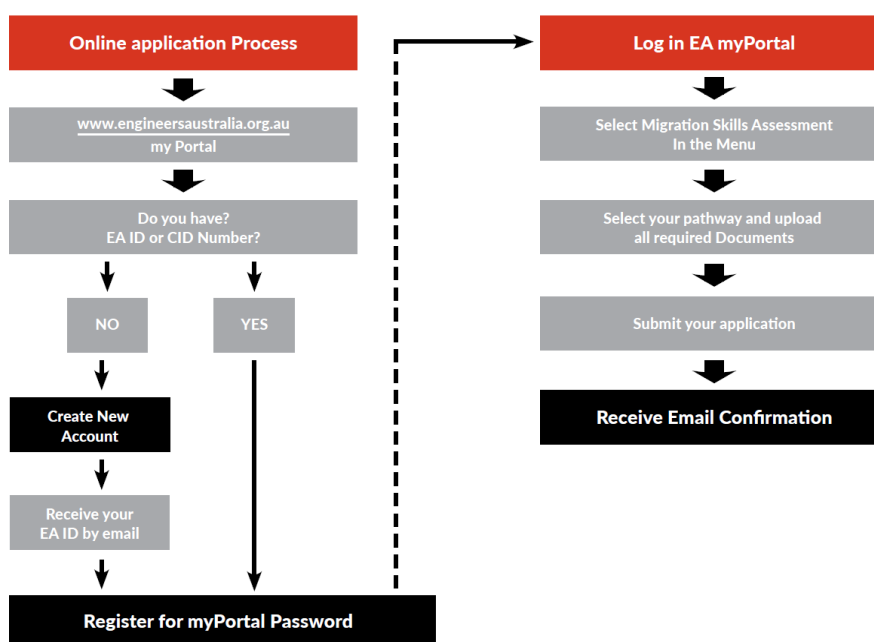 Online application Process
www.engineersaustralia.org.au
my Portal
Do you have?
EA ID or CID Number?
NO
YES
Create New
Account
Receive your
EA ID by email
Register for myPortal Password
Log in EA myPortal
Select Migration Skills Assessment
In the Menu
Select your pathway and upload
all required Documents
Submit your application
Receive Email Confirmation